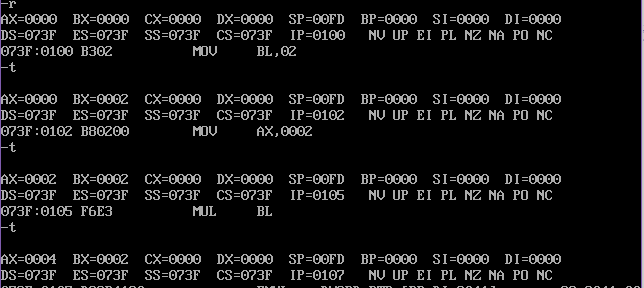 -r
AX=0000 BX=0000 CX=0000 DX=0000 SP=00FD BP=0000 SI=0000 DI=0000
DS=073F ES=073F SS=073F CS=073F IP=0100 NV UP EI PL NZ NA PO NC
073F:0100 B302 MOV BL,02
-t
AX=0000 BX=0002 CX=0000 DX=0000 SP=00FD BP=0000 SI=0000 DI=0000
DS=073F ES=073F SS=073F CS=073F IP=0102 NV UP EI PL NZ NA PO NC
073F:0102 B80200 MOV AX,0002
-t
AX=0002 BX=0002 CX=0000 DX=0000 SP=00FD BP=0000 SI=0000 DI=0000
DS=073F ES=073F SS=073F CS=073F IP=0105 NV UP EI PL NZ NA PO NC
073F:0105 F6E3 MUL BL
-t
AX=0004 BX=0002 CX=0000 DX=0000 SP=00FD BP=0000 SI=0000 DI=0000
DS=073F ES=073F SS=073F CS=073F IP=0107 NV UP EI PL NZ NA PO NC